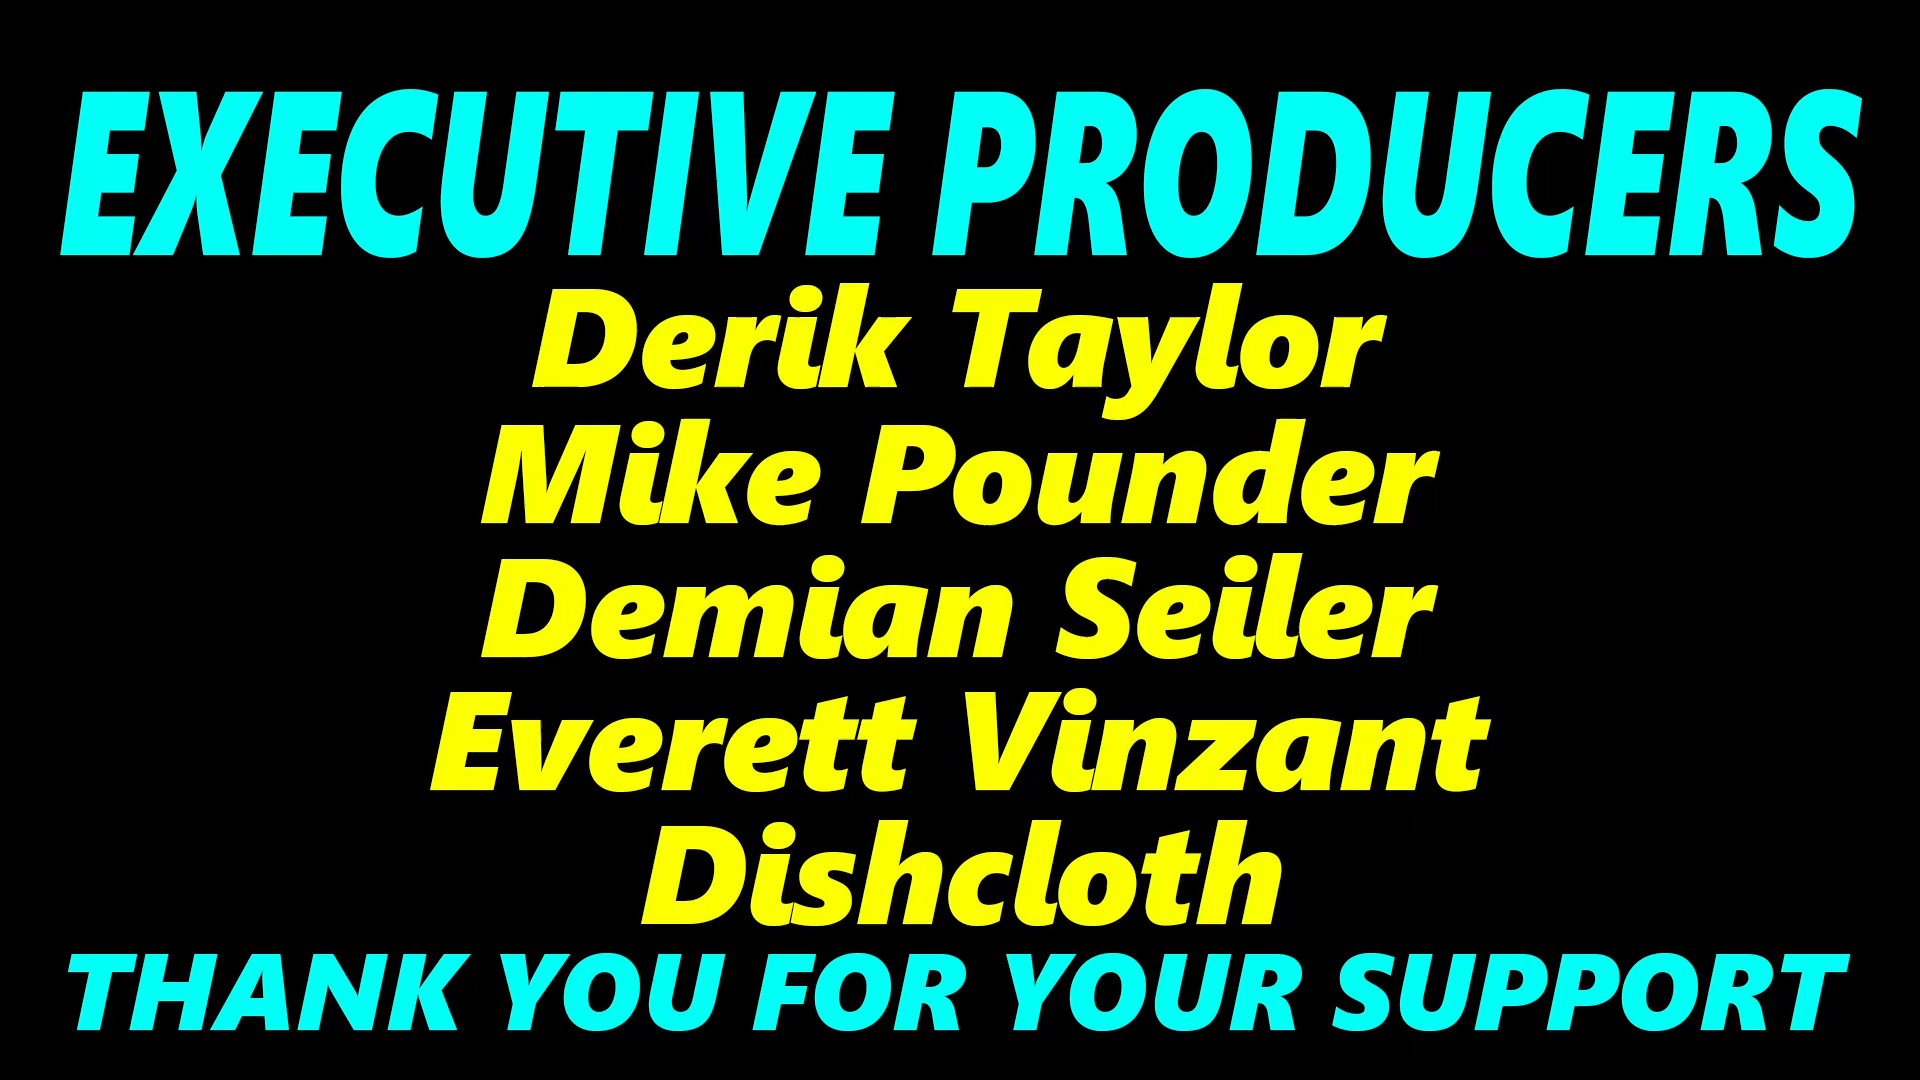 EXECUTIVE PRODUCERS
Derik Taylor
Mike Pounder
Demian Seiler
Everett Vinzant
Dishcloth
THANK YOU FOR YOUR SUPPORT